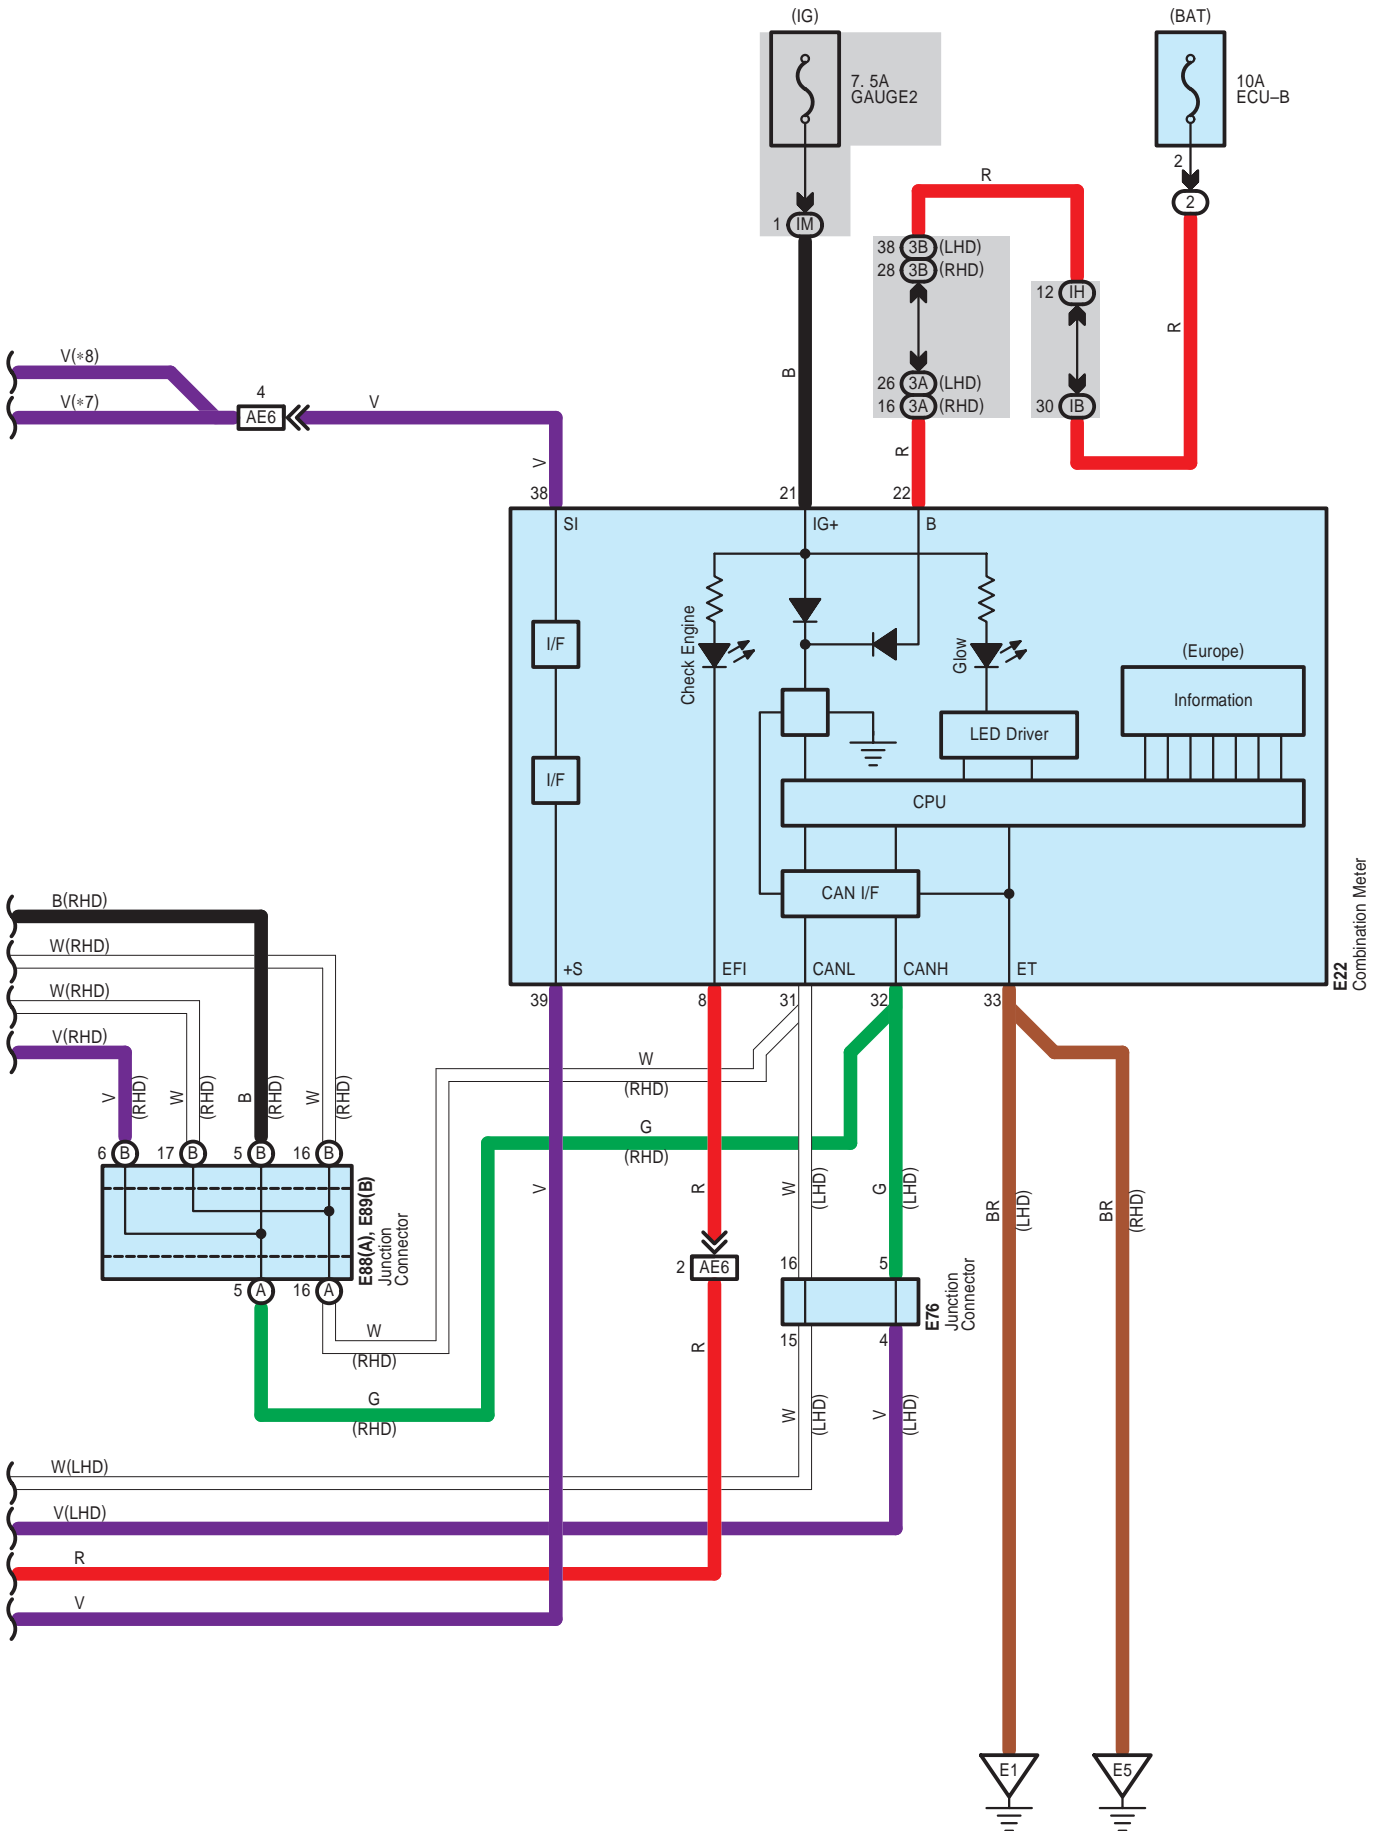 (IG)
(BAT)
7. 5A
GAUGE2
10A
ECU–B
2
2
1 IM
R
38 3B (LHD)
28 3B (RHD)
12 IH
R
V(*8)
B
26 3A (LHD)
16 3A (RHD)
30 IB
4
V(*7)
AE6
V
V
R
38
21
22
SI
IG+
B
I/F
Check Engine
Glow
(Europe)
Information
LED Driver
I/F
CPU
CAN I/F
E22
Combination Meter
B(RHD)
W(RHD)
+S
EFI
CANL
CANH
ET
W(RHD)
39
8
31
32
33
V(RHD)
W
(RHD)
V
(RHD)
W
(RHD)
B
(RHD)
W
(RHD)
G
(RHD)
6 B
17 B
5 B
16 B
E88(A), E89(B)
Junction
Connector
V
R
W
(LHD)
G
(LHD)
BR
(LHD)
BR
(RHD)
2 AE6
16
5
5 A
16 A
E76
Junction
Connector
W
(RHD)
R
15
4
G
(RHD)
W
(LHD)
V
(LHD)
W(LHD)
V(LHD)
R
V
E1
E5